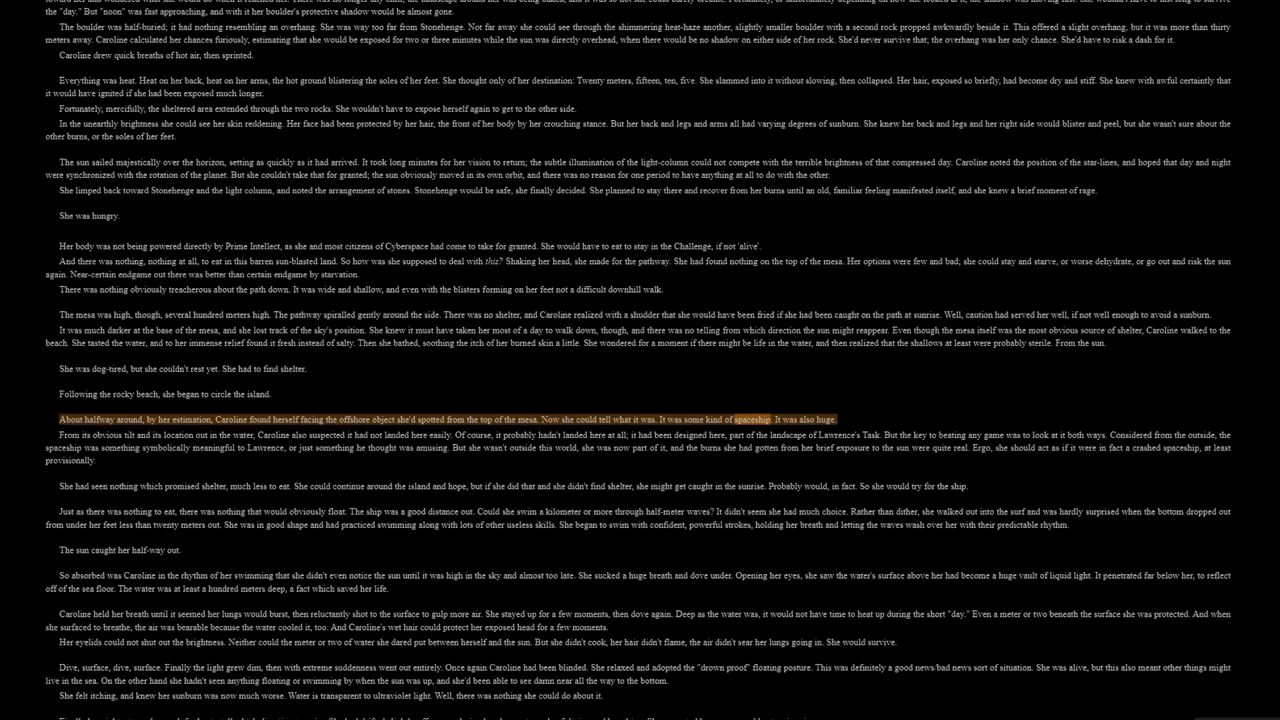 the "day." But "noon" was fast approaching, and with it her boulder's protective shadow would be almost gone.
The boulder was half-buried; it had nothing resembling an overhang. She was way too far from Stonehenge. Not far away she could see through the shimmering heat-haze another, slightly smaller boulder with a second rock propped awkwardly beside it. This offered a slight overhang, but it was more than thirty
meters away. Caroline calculated her chances furiously, estimating that she would be exposed for two or three minutes while the sun was directly overhead, when there would be no shadow on either side of her rock. She'd never survive that; the overhang was her only chance. She'd have to risk a dash for it.
Caroline drew quick breaths of hot air, then sprinted.
Everything was heat. Heat on her back, heat on her arms, the hot ground blistering the soles of her feet. She thought only of her destination: Twenty meters, fifteen, ten, five. She slammed into it without slowing, then collapsed. Her hair, exposed so briefly, had become dry and stiff. She knew with awful certainty that
it would have ignited if she had been exposed much longer.
Fortunately, mercifully, the sheltered area extended through the two rocks. She wouldn't have to expose herself again to get to the other side.
In the unearthly brightness she could see her skin reddening. Her face had been protected by her hair, the front of her body by her crouching stance. But her back and legs and arms all had varying degrees of sunburn. She knew her back and legs and her right side would blister and peel, but she wasn't sure about the
other burns, or the soles of her feet.
The sun sailed majestically over the horizon, setting as quickly as it had arrived. It took long minutes for her vision to return; the subtle illumination of the light-column could not compete with the terrible brightness of that compressed day. Caroline noted the position of the star-lines, and hoped that day and night
were synchronized with the rotation of the planet. But she couldn't take that for granted; the sun obviously moved in its own orbit, and there was no reason for one period to have anything at all to do with the other.
She limped back toward Stonehenge and the light column, and noted the arrangement of stones. Stonehenge would be safe, she finally decided. She planned to stay there and recover from her burns until an old, familiar feeling manifested itself, and she knew a brief moment of rage.
She was hungry.
Her body was not being powered directly by Prime Intellect, as she and most citizens of Cyberspace had come to take for granted. She would have to eat to stay in the Challenge, if not 'alive'.
And there was nothing, nothing at all, to eat in this barren sun-blasted land. So how was she supposed to deal with this? Shaking her head, she made for the pathway. She had found nothing on the top of the mesa. Her options were few and bad; she could stay and starve, or worse dehydrate, or go out and risk the sun
again. Near-certain endgame out there was better than certain endgame by starvation.
There was nothing obviously treacherous about the path down. It was wide and shallow, and even with the blisters forming on her feet not a difficult downhill walk.
The mesa was high, though, several hundred meters high. The pathway spiralled gently around the side. There was no shelter, and Caroline realized with a shudder that she would have been fried if she had been caught on the path at sunrise. Well, caution had served her well, if not well enough to avoid a sunburn.
It was much darker at the base of the mesa, and she lost track of the sky's position. She knew it must have taken her most of a day to walk down, though, and there was no telling from which direction the sun might reappear. Even though the mesa itself was the most obvious source of shelter, Caroline walked to the
beach. She tasted the water, and to her immense relief found it fresh instead of salty. Then she bathed, soothing the itch of her burned skin a little. She wondered for a moment if there might be life in the water, and then realized that the shallows at least were probably sterile. From the sun.
She was dog-tired, but she couldn't rest yet. She had to find shelter.
Following the rocky beach, she began to circle the island.
About halfway around, by her estimation, Caroline found herself facing the offshore object she'd spotted from the top of the mesa. Now she could tell what it was. It was some kind of spaceship. It was also huge.
From its obvious tilt and its location out in the water, Caroline also suspected it had not landed here easily. Of course, it probably hadn't landed here at all; it had been designed here, part of the landscape of Lawrence's Task. But the key to beating any game was to look at it both ways. Considered from the outside, the
spaceship was something symbolically meaningful to Lawrence, or just something he thought was amusing. But she wasn't outside this world, she was now part of it, and the burns she had gotten from her brief exposure to the sun were quite real. Ergo, she should act as if it were in fact a crashed spaceship, at least
provisionally.
She had seen nothing which promised shelter, much less to eat. She could continue around the island and hope, but if she did that and she didn't find shelter, she might get caught in the sunrise. Probably would, in fact. So she would try for the ship.
Just as there was nothing to eat, there was nothing that would obviously float. The ship was a good distance out. Could she swim a kilometer or more through half-meter waves? It didn't seem she had much choice. Rather than dither, she walked out into the surf and was hardly surprised when the bottom dropped out
from under her feet less than twenty meters out. She was in good shape and had practiced swimming along with lots of other useless skills. She began to swim with confident, powerful strokes, holding her breath and letting the waves wash over her with their predictable rhythm.
The sun caught her half-way out.
So absorbed was Caroline in the rhythm of her swimming that she didn't even notice the sun until it was high in the sky and almost too late. She sucked a huge breath and dove under. Opening her eyes, she saw the water's surface above her had become a huge vault of liquid light. It penetrated far below her, to reflect
off of the sea floor. The water was at least a hundred meters deep, a fact which saved her life.
Caroline held her breath until it seemed her lungs would burst, then reluctantly shot to the surface to gulp more air. She stayed up for a few moments, then dove again. Deep as the water was, it would not have time to heat up during the short "day." Even a meter or two beneath the surface she was protected. And when
she surfaced to breathe, the air was bearable because the water cooled it, too. And Caroline's wet hair could protect her exposed head for a few moments.
Her eyelids could not shut out the brightness. Neither could the meter or two of water she dared put between herself and the sun. But she didn't cook, her hair didn't flame, the air didn't sear her lungs going in. She would survive.
Dive, surface, dive, surface. Finally the light grew dim, then with extreme suddenness went out entirely. Once again Caroline had been blinded. She relaxed and adopted the "drown proof" floating posture. This was definitely a good news/bad news sort of situation. She was alive, but this also meant other things might
live in the sea. On the other hand she hadn't seen anything floating or swimming by when the sun was up, and she'd been able to see damn near all the way to the bottom.
She felt itching, and knew her sunburn was now much worse. Water is transparent to ultraviolet light. Well, there was nothing she could do about it.